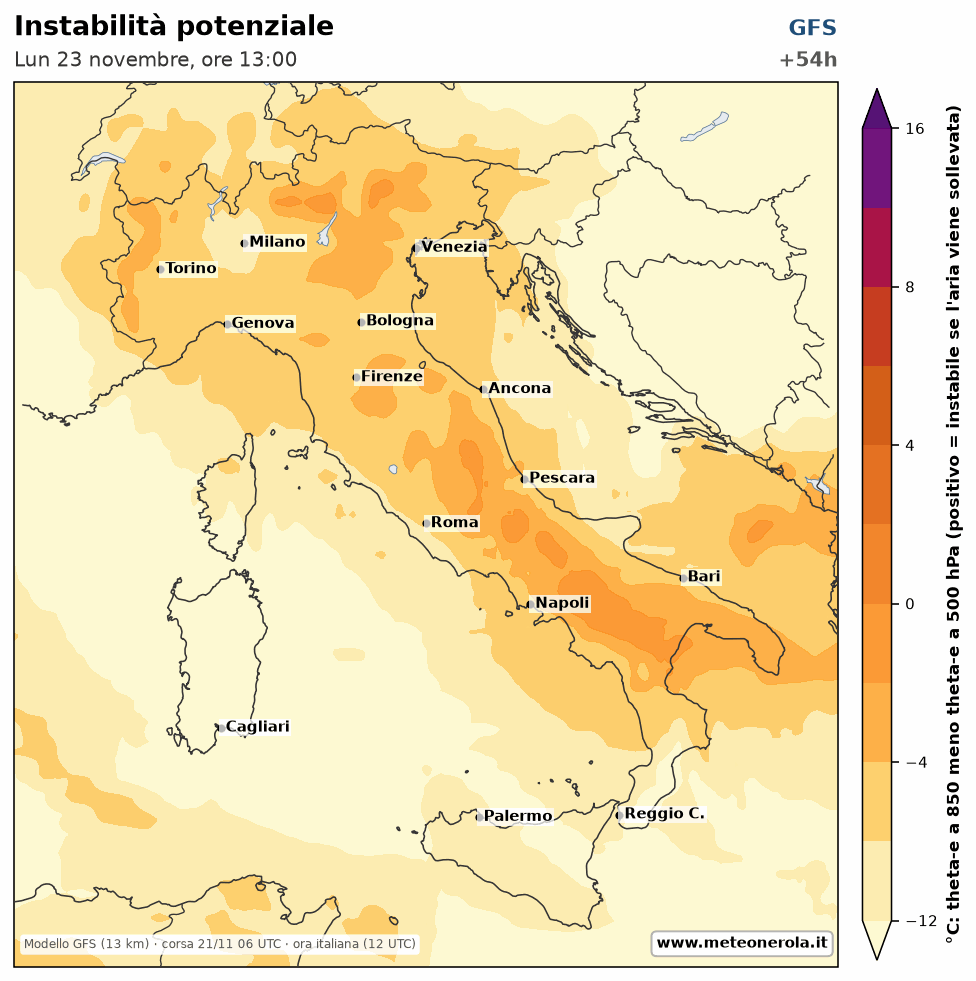 Instabilità potenziale
GFS
Lun 23 novembre, ore 13:00
+54h
Milano
Venezia
Torino
Genova
Bologna
Firenze
Ancona
Pescara
Roma
Bari
Napoli
Cagliari
Palermo
Reggio C.
Modello GFS (13 km) · corsa 21/11 06 UTC · ora italiana (12 UTC)
www.meteonerola.it
16
8
4
0
−4
−12
°C: theta-e a 850 meno theta-e a 500 hPa (positivo = instabile se l'aria viene sollevata)